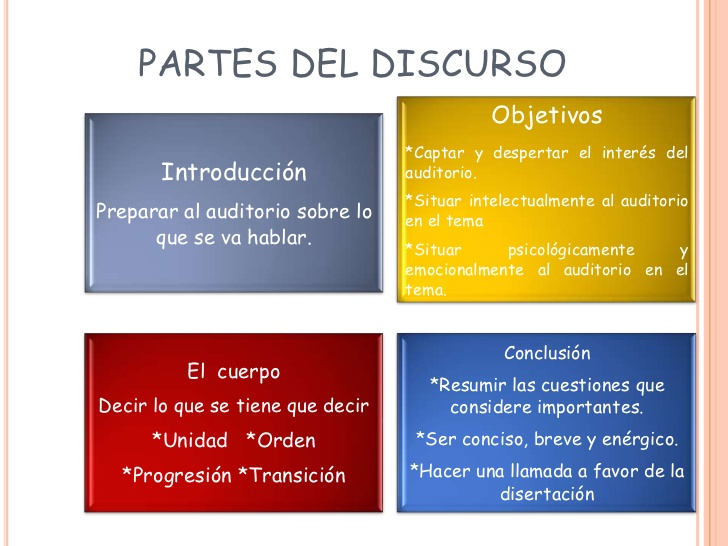 PARTES DEL DISCURSO
Introducción
Preparar al auditorio sobre lo
que se va hablar.
Objetivos
*Captar y despertar el interés del
auditorio.
*Situar intelectualmente al auditorio
en el tema
*Situar psicológicamente y
emocionalmente al auditorio en el
tema.
El cuerpo
Decir lo que se tiene que decir
*Unidad *Orden
*Progresión *Transición
Conclusión
*Resumir las cuestiones que
considere importantes.
*Ser conciso, breve y enérgico.
*Hacer una llamada a favor de la
disertación